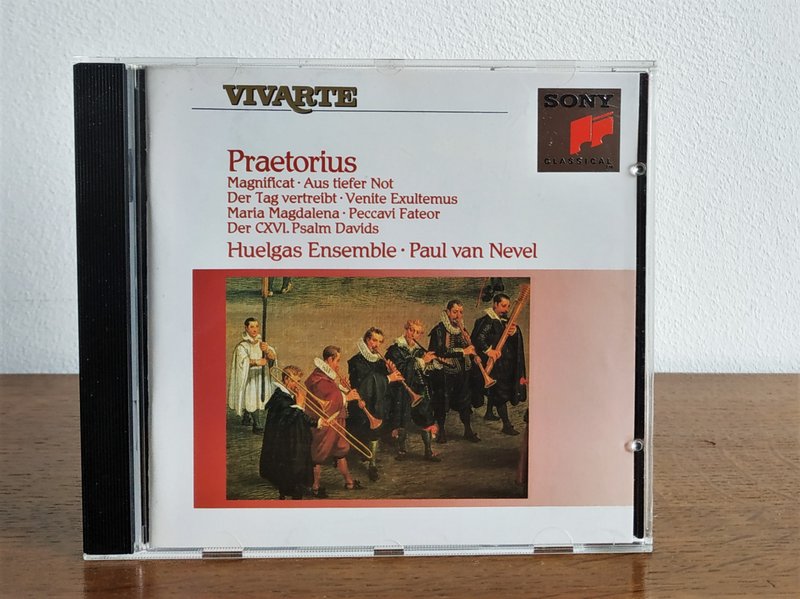 VIVARTE
SONY
CLASSICAL
Praetorius
Magnificat · Aus tiefer Not
Der Tag vertreibt · Venite Exultemus
Maria Magdalena · Peccavi Fateor
Der CXVI. Psalm Davids
Huelgas Ensemble · Paul van Nevel